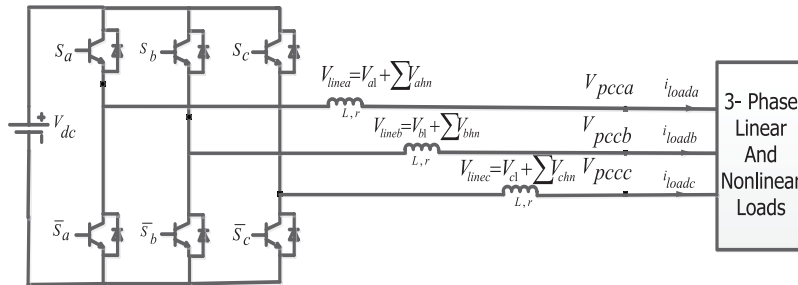 S_a
S_b
S_c
V_linea=V_a1+∑V_ahn
V_pcca
i_loada
L, r
V_dc
+
V_lineb=V_b1+∑V_bhn
V_pccb
i_loadb
L, r
V_linec=V_c1+∑V_chn
V_pccc
i_loadc
L, r
3- Phase
Linear
And
Nonlinear
Loads
S̅_a
S̅_b
S̅_c